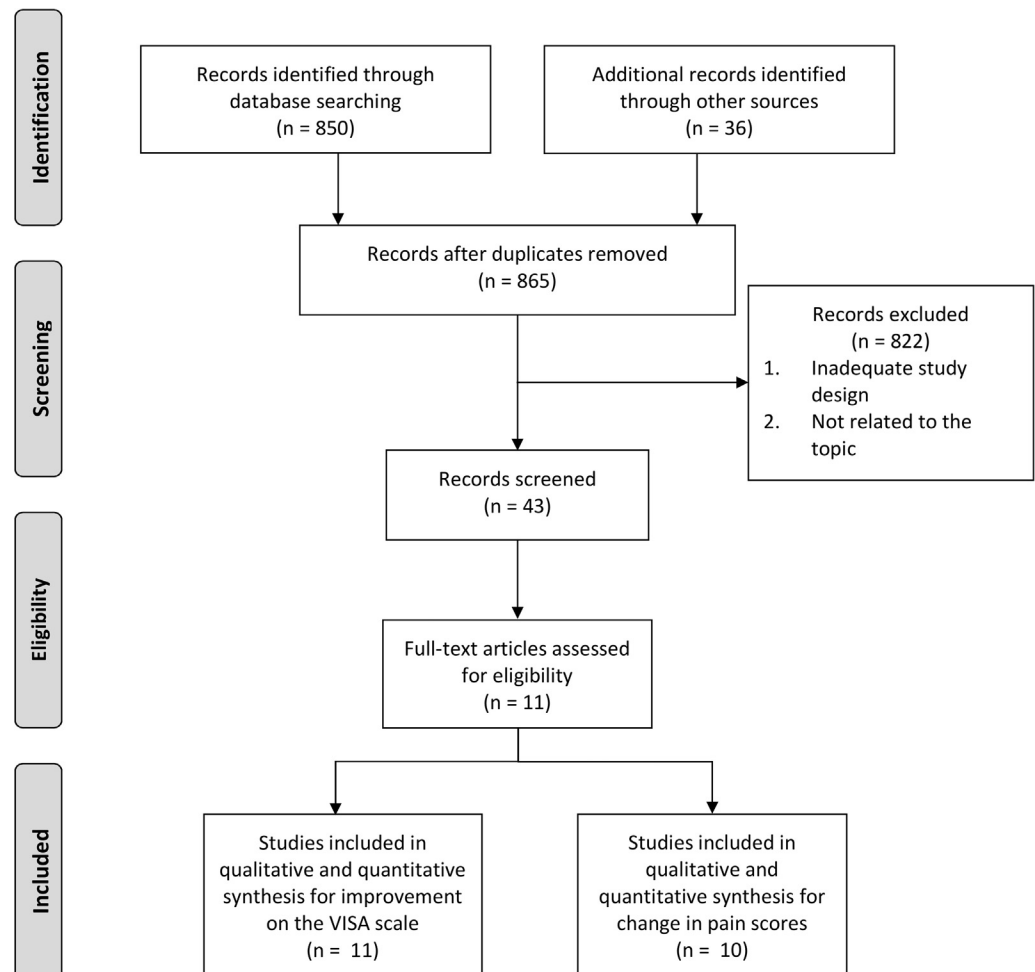 Identification
Records identified through
database searching
(n = 850)
Additional records identified
through other sources
(n = 36)
Records after duplicates removed
(n = 865)
Screening
Records excluded
(n = 822)
1. Inadequate study
design
2. Not related to the
topic
Records screened
(n = 43)
Eligibility
Full-text articles assessed
for eligibility
(n = 11)
Included
Studies included in
qualitative and quantitative
synthesis for improvement
on the VISA scale
(n = 11)
Studies included in
qualitative and
quantitative synthesis for
change in pain scores
(n = 10)